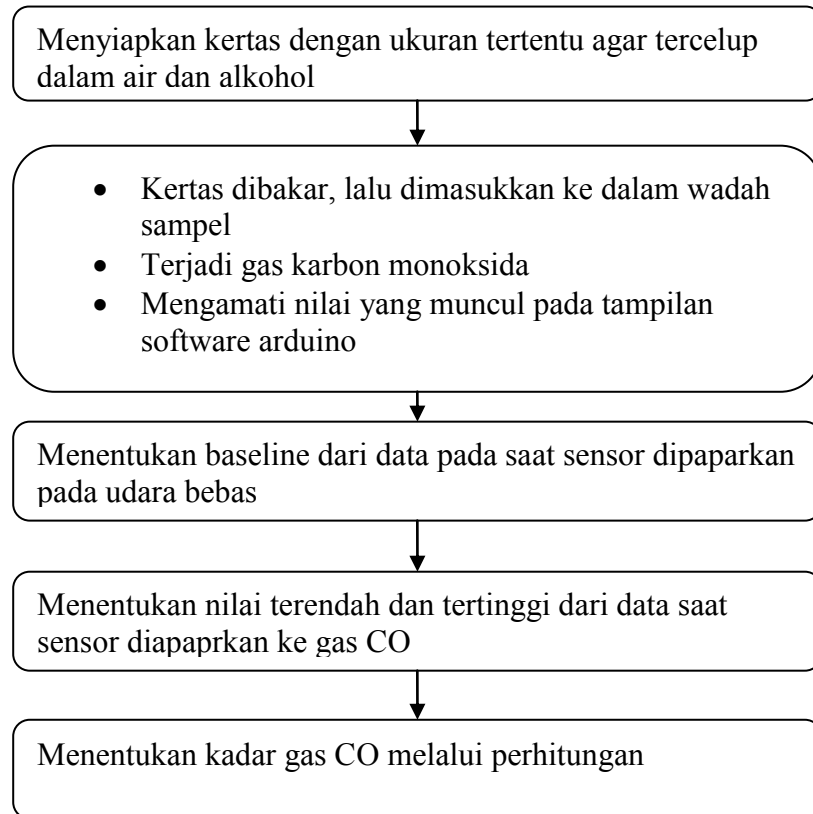 Menyiapkan kertas dengan ukuran tertentu agar tercelup
dalam air dan alkohol
• Kertas dibakar, lalu dimasukkan ke dalam wadah
sampel
• Terjadi gas karbon monoksida
• Mengamati nilai yang muncul pada tampilan
software arduino
Menentukan baseline dari data pada saat sensor dipaparkan
pada udara bebas
Menentukan nilai terendah dan tertinggi dari data saat
sensor diapaprkan ke gas CO
Menentukan kadar gas CO melalui perhitungan